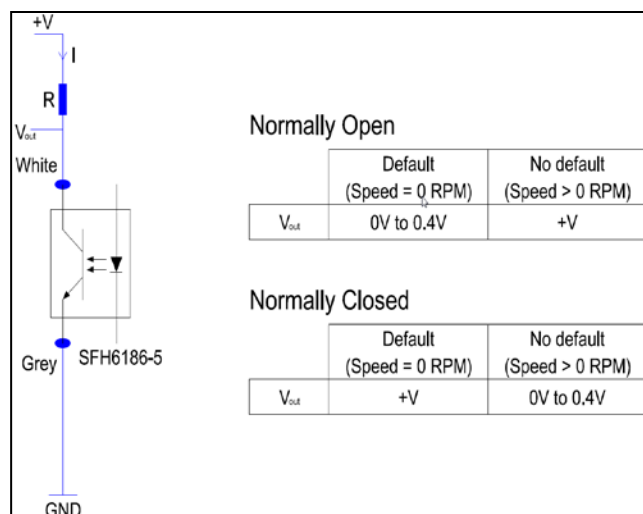 +V
I
R
Vout
White
SFH6186-5
Grey
GND
Normally Open
Default
(Speed = 0 RPM)
No default
(Speed > 0 RPM)
Vout
0V to 0.4V
+V
Normally Closed
Default
(Speed = 0 RPM)
No default
(Speed > 0 RPM)
Vout
+V
0V to 0.4V